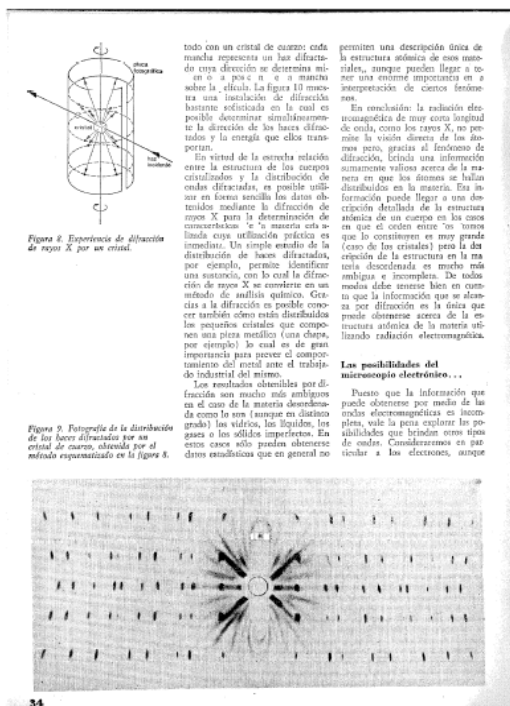 placa
fotográfica
cristal
haz
incidente
Figura 8. Experiencia de difracción
de rayos X por un cristal.
Figura 9. Fotografía de la distribución
de los haces difractados por un
cristal de cuarzo, obtenida por el
método esquematizado en la figura 8.
todo con un cristal de cuarzo: cada
mancha representa un haz difracta-
do cuya dirección se determina mi-
mancha
sobre la película. La figura 10 mues-
tra una instalación de difracción
bastante sofisticada en la cual es
posible determinar simultáneamen-
te la dirección de los haces difrac-
tados y la energía que ellos trans-
portan.
En virtud de la estrecha relación
entre la estructura de los cuerpos
cristalizados y la distribución de
ondas difractadas, es posible utili-
zar en forma sencilla los datos ob-
tenidos mediante la difracción de
rayos X para la determinación de
características de la materia
lizada cuya utilización práctica es
inmediata. Un simple estudio de la
distribución de haces difractados,
por ejemplo, permite identificar
una sustancia, con lo cual la difrac-
ción de rayos X se convierte en un
método de análisis químico. Gra-
cias a la difracción es posible cono-
cer también cómo están distribuidos
los pequeños cristales que compo-
nen una pieza metálica (una chapa,
por ejemplo) lo cual es de gran
importancia para prever el compor-
tamiento del metal ante el trabaja-
do industrial del mismo.
Los resultados obtenibles por di-
fracción son mucho más ambiguos
en el caso de la materia desordena-
da como lo son (aunque en distinto
grado) los vidrios, los líquidos, los
gases o los sólidos imperfectos. En
estos casos sólo pueden obtenerse
datos estadísticos que en general no
permiten una descripción única de
la estructura atómica de esos mate-
riales, aunque pueden llegar a te-
ner una enorme importancia en a
interpretación de ciertos fenóme-
nos.
En conclusión: la radiación elec-
tromagnética de muy corta longitud
de onda, como los rayos X, no per-
mite la visión directa de los áto-
mos pero, gracias al fenómeno de
difracción, brinda una información
sumamente valiosa acerca de la ma-
nera en que los átomos se hallan
distribuidos en la materia. Esta in-
formación puede llegar a una des-
cripción detallada de la estructura
atómica de un cuerpo en los casos
en que el orden entre los átomos
que lo constituyen es muy grande
(caso de los cristales) pero la des-
cripción de la estructura en la ma-
teria desordenada es mucho más
ambigua e incompleta. De todos
modos debe tenerse bien en cuen-
ta que la información que se alcan-
za por difracción es la única que
puede obtenerse acerca de la es-
tructura atómica de la materia uti-
lizando radiación electromagnética.
Las posibilidades del
microscopio electrónico...
Puesto que la información que
puede obtenerse por medio de las
ondas electromagnéticas es incom-
pleta, vale la pena explorar las po-
sibilidades que brindan otros tipos
de ondas. Consideraremos en par-
ticular a los electrones, aunque
34